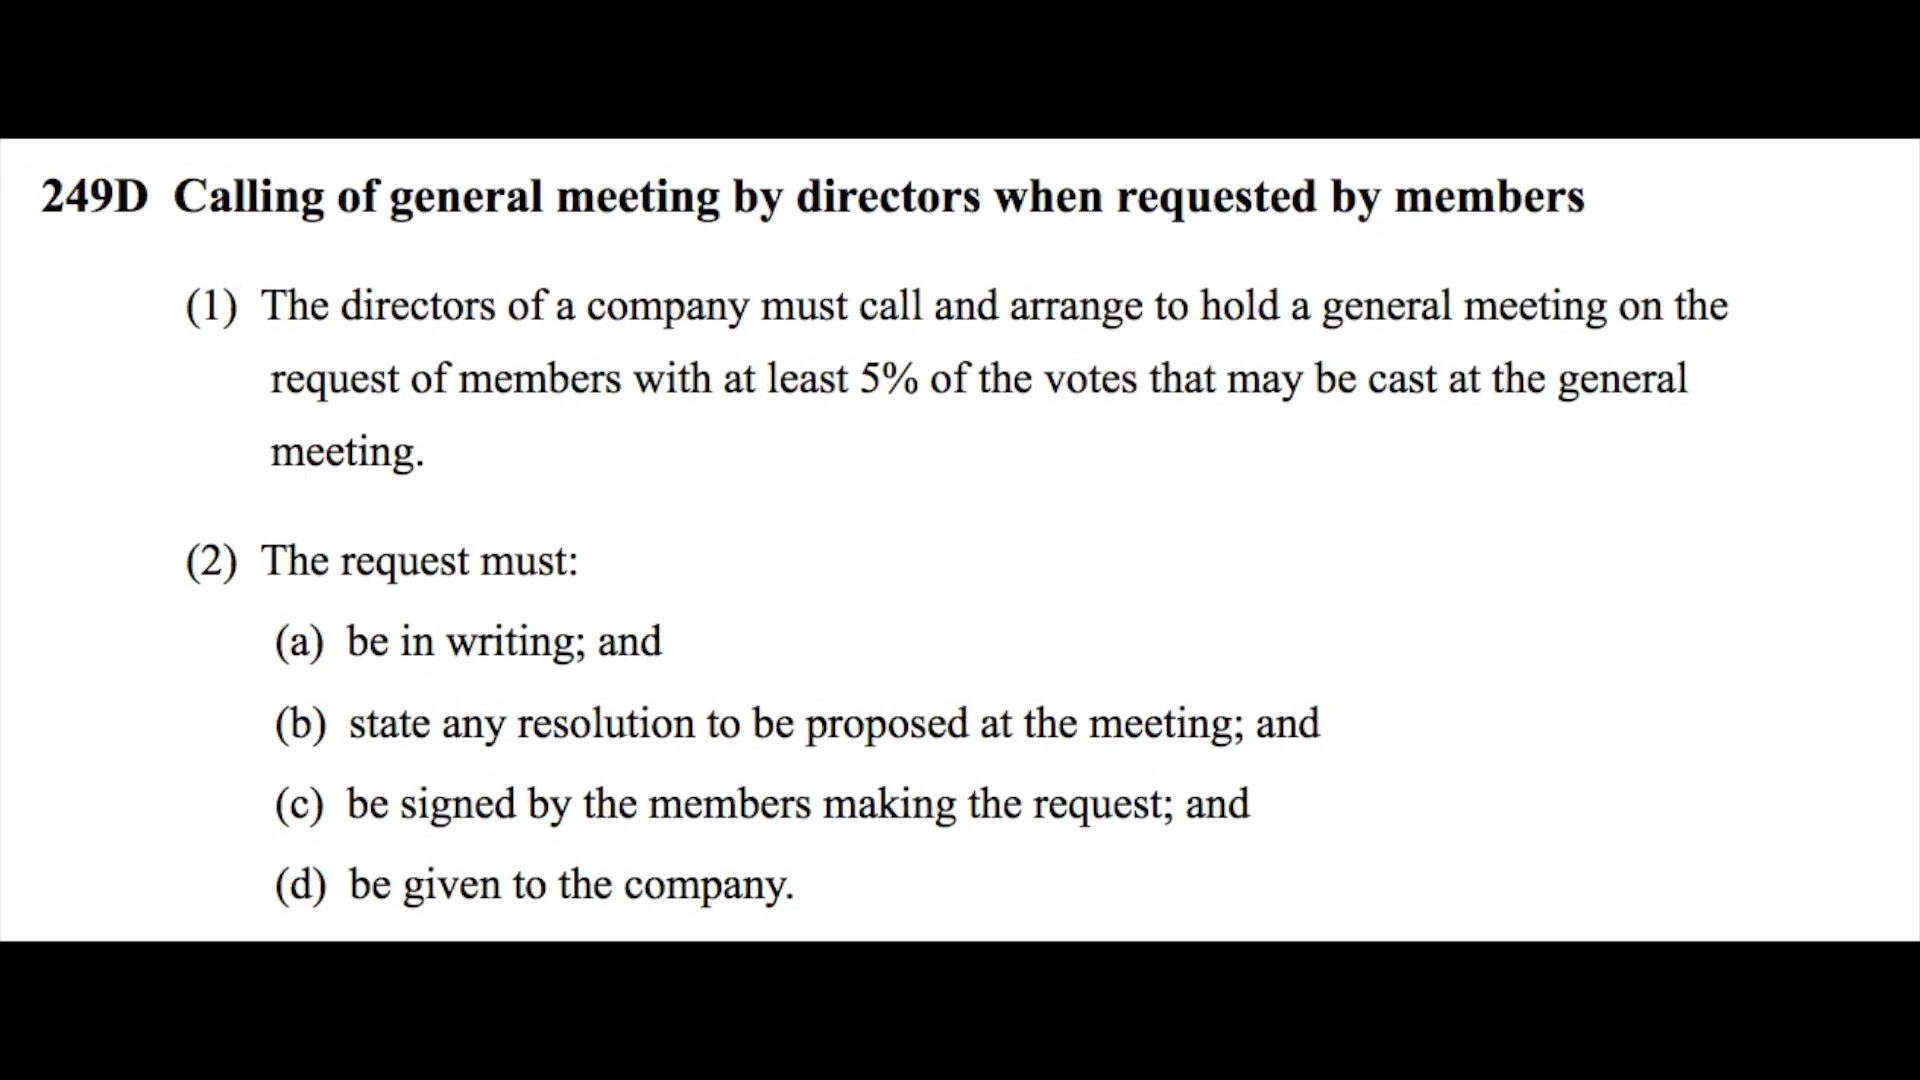 249D Calling of general meeting by directors when requested by members
(1) The directors of a company must call and arrange to hold a general meeting on the
request of members with at least 5% of the votes that may be cast at the general
meeting.
(2) The request must:
(a) be in writing; and
(b) state any resolution to be proposed at the meeting; and
(c) be signed by the members making the request; and
(d) be given to the company.